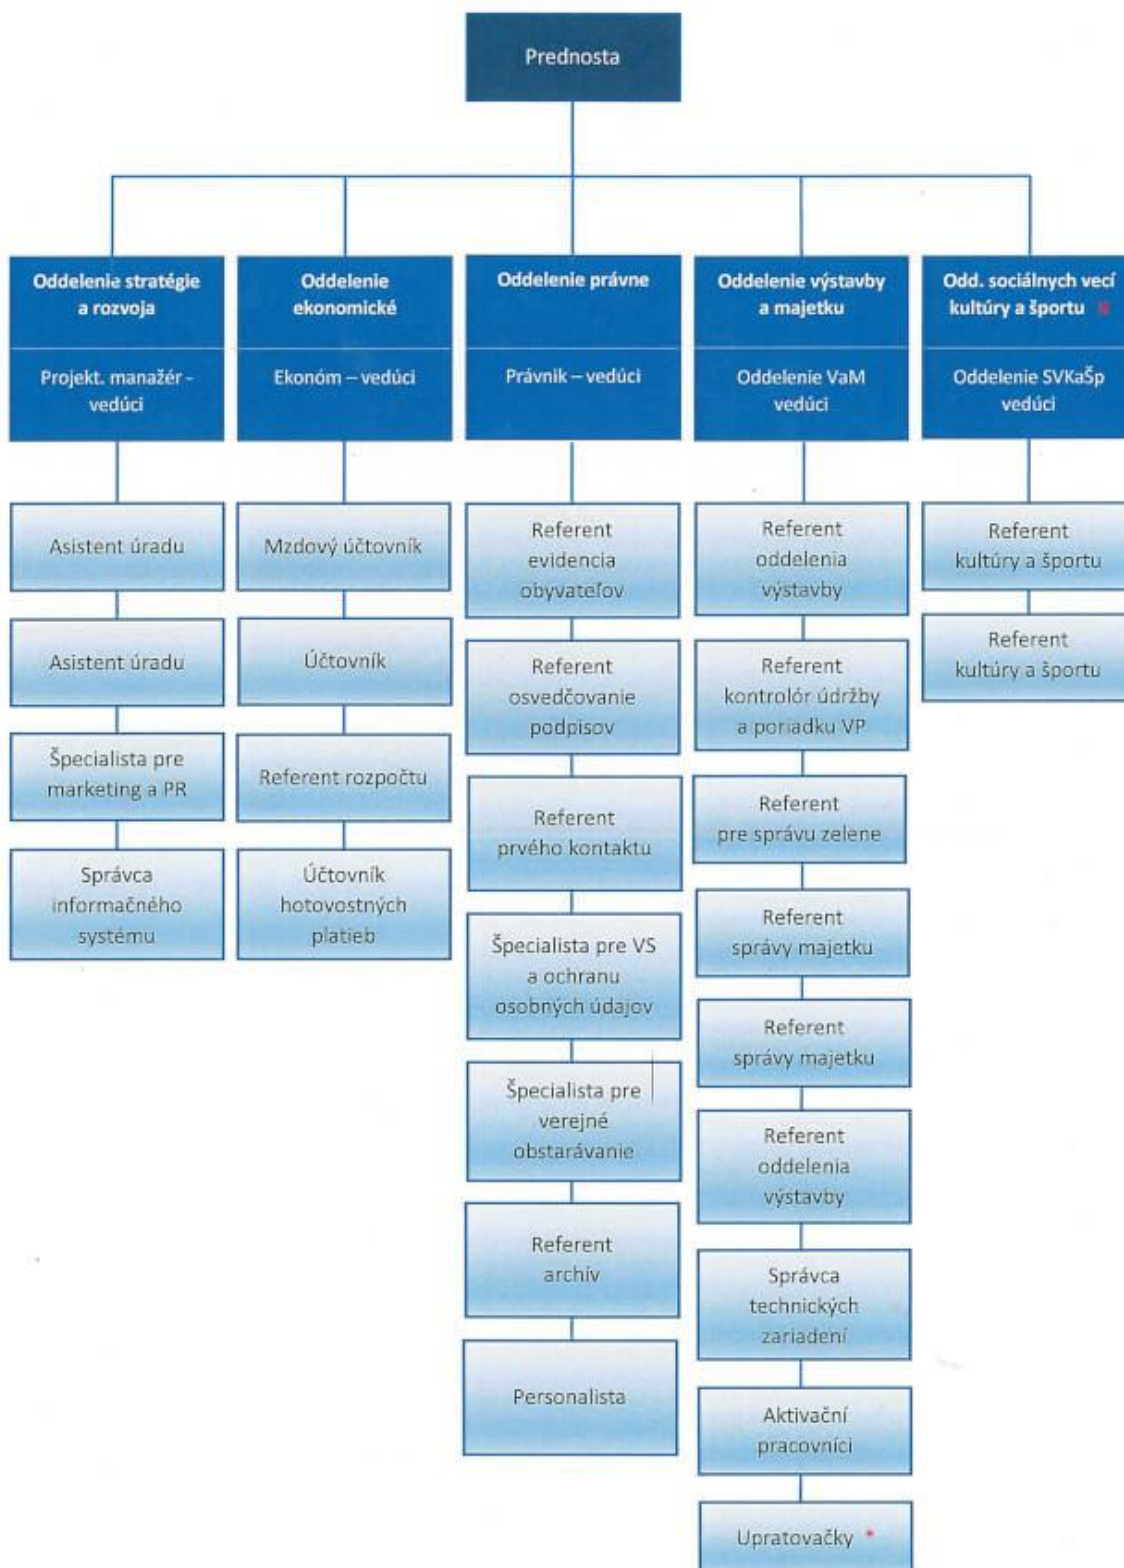 Prednosta
Oddelenie stratégie
a rozvoja
Projekt. manažér -
vedúci
Asistent úradu
Asistent úradu
Špecialista pre
marketing a PR
Správca
informačného
systému
Oddelenie
ekonomické
Ekonóm – vedúci
Mzdový účtovník
Účtovník
Referent rozpočtu
Účtovník
hotovostných
platieb
Oddelenie právne
Právnik – vedúci
Referent
evidencia
obyvateľov
Referent
osvedčovanie
podpisov
Referent
prvého kontaktu
Špecialista pre VS
a ochranu
osobných údajov
Špecialista pre
verejné
obstarávanie
Referent
archív
Personalista
Oddelenie výstavby
a majetku
Oddelenie VaM
vedúci
Referent
oddelenia
výstavby
Referent
kontrolór údržby
a poriadku VP
Referent
pre správu zelene
Referent
správy majetku
Referent
správy majetku
Referent
oddelenia
výstavby
Správca
technických
zariadení
Aktivační
pracovníci
Upratovačky *
Odd. sociálnych vecí
kultúry a športu
Oddelenie SVKaŠp
vedúci
Referent
kultúry a športu
Referent
kultúry a športu